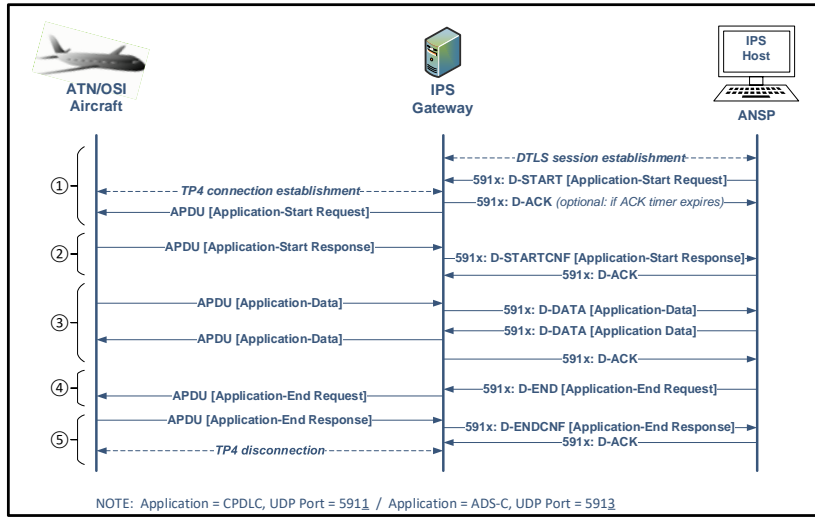 ATN/OSI
Aircraft
IPS
Gateway
IPS
Host
ANSP
①
DTLS session establishment
591x: D-START [Application-Start Request]
TP4 connection establishment
591x: D-ACK (optional: if ACK timer expires)
APDU [Application-Start Request]
②
APDU [Application-Start Response]
591x: D-STARTCNF [Application-Start Response]
591x: D-ACK
③
APDU [Application-Data]
591x: D-DATA [Application-Data]
591x: D-DATA [Application Data]
APDU [Application-Data]
591x: D-ACK
④
591x: D-END [Application-End Request]
APDU [Application-End Request]
⑤
APDU [Application-End Response]
591x: D-ENDCNF [Application-End Response]
591x: D-ACK
TP4 disconnection
NOTE: Application = CPDLC, UDP Port = 5911 / Application = ADS-C, UDP Port = 5913